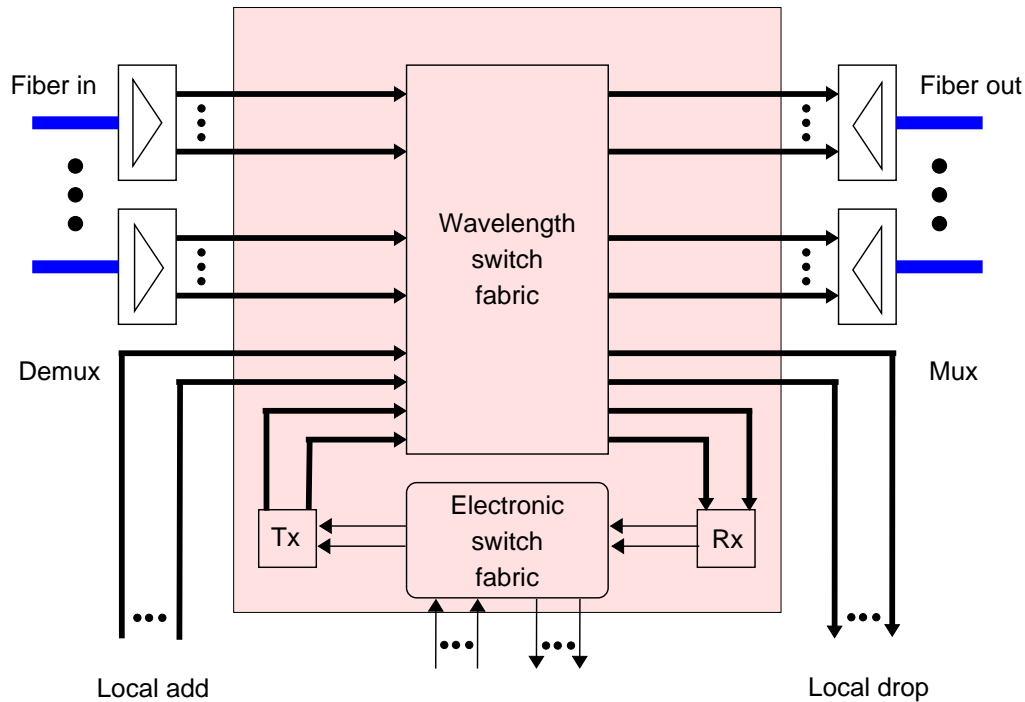 Fiber in
Fiber out
Wavelength
switch
fabric
Demux
Mux
Electronic
switch
fabric
Tx
Rx
Local add
Local drop